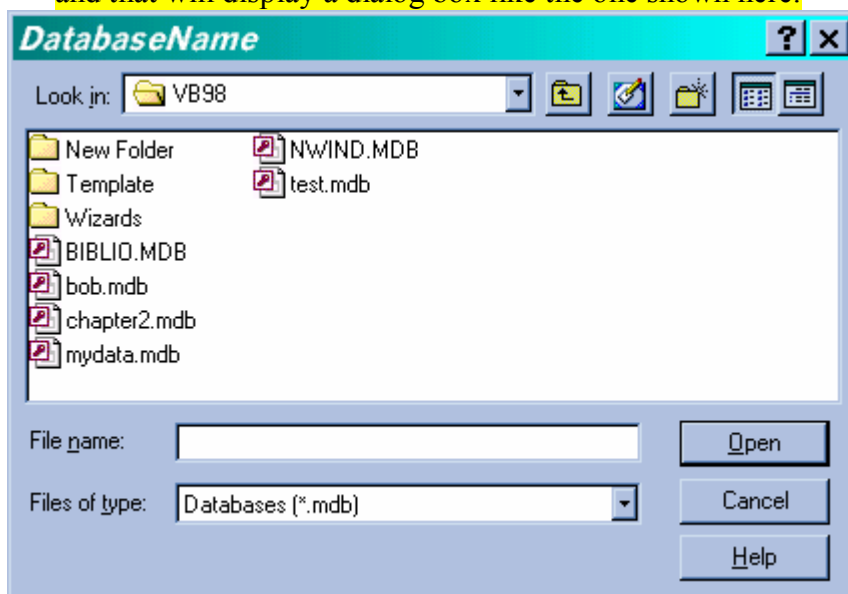 and that will display a dialog box like the one shown here.
DatabaseName
Look in: VB98
New Folder
Template
Wizards
BIBLIO.MDB
bob.mdb
chapter2.mdb
mydata.mdb
NWIND.MDB
test.mdb
File name:
Open
Files of type: Databases (*.mdb)
Cancel
Help